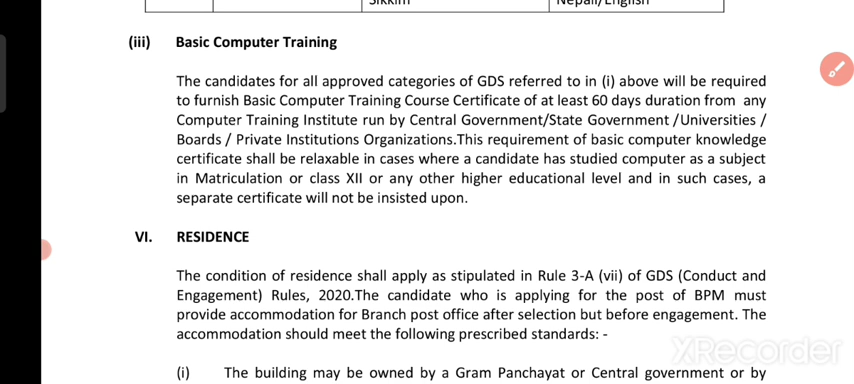 Sikkim Nepali/English
(iii) Basic Computer Training
The candidates for all approved categories of GDS referred to in (i) above will be required
to furnish Basic Computer Training Course Certificate of at least 60 days duration from any
Computer Training Institute run by Central Government/State Government /Universities /
Boards / Private Institutions Organizations.This requirement of basic computer knowledge
certificate shall be relaxable in cases where a candidate has studied computer as a subject
in Matriculation or class XII or any other higher educational level and in such cases, a
separate certificate will not be insisted upon.
VI. RESIDENCE
The condition of residence shall apply as stipulated in Rule 3-A (vii) of GDS (Conduct and
Engagement) Rules, 2020.The candidate who is applying for the post of BPM must
provide accommodation for Branch post office after selection but before engagement. The
accommodation should meet the following prescribed standards: -
XRecorder
(i) The building may be owned by a Gram Panchayat or Central government or by